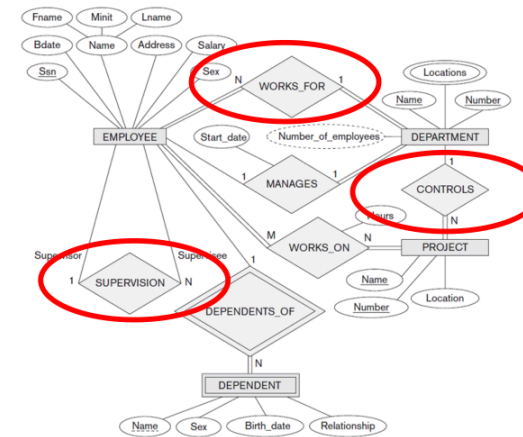 Fname Minit Lname
Bdate Name Address Salary
Ssn Sex
Locations
N WORKS_FOR 1
Name Number
Start_date Number_of_employees
EMPLOYEE DEPARTMENT
1 MANAGES 1
1
CONTROLS
N
M WORKS_ON N
Hours
PROJECT
Supervisor Supervisee
1 SUPERVISION N
1
Name
Number Location
DEPENDENTS_OF
N
DEPENDENT
Name Sex Birth_date Relationship